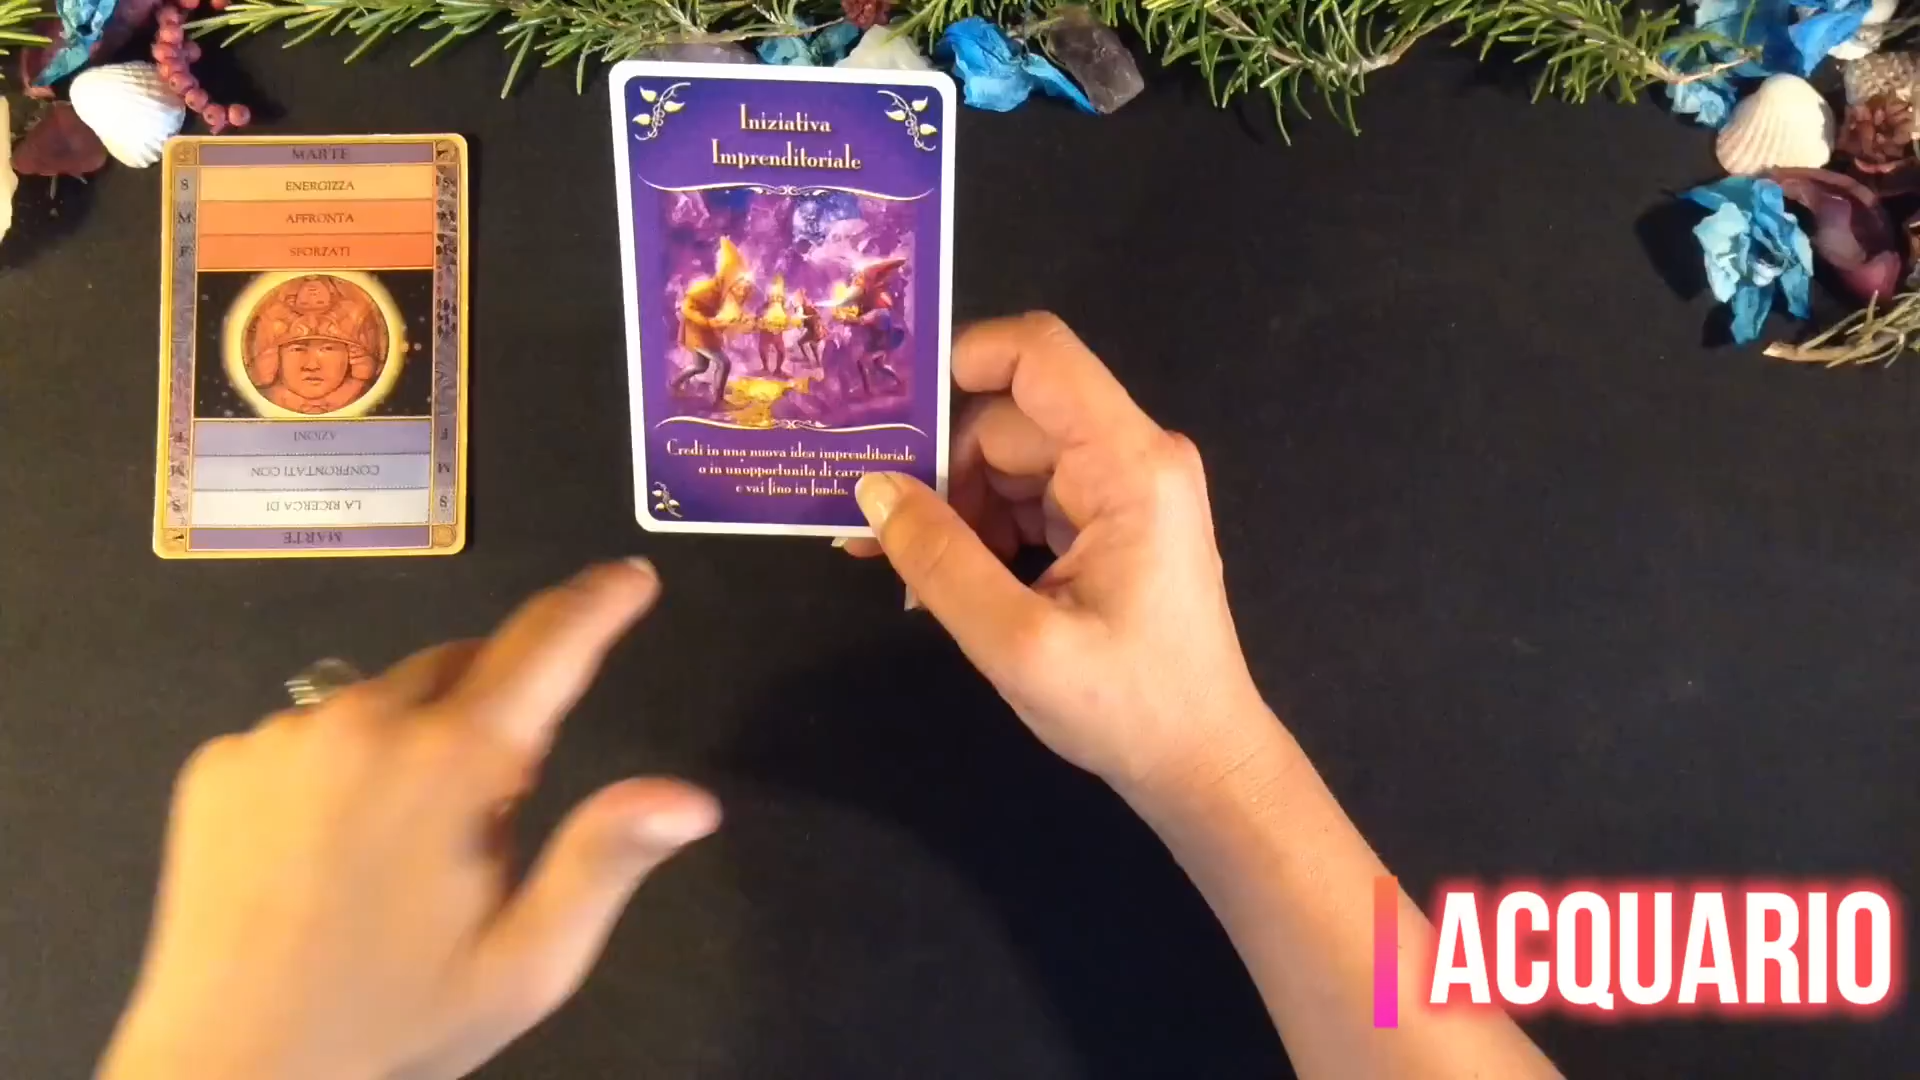 MARTE
S ENERGIZZA S
M AFFRONTA M
F SFORZATI F
F AZIONI F
M CONFRONTATI CON M
S LA RICERCA DI S
MARTE
Iniziativa
Imprenditoriale
Credi in una nuova idea imprenditoriale
o in un'opportunità di
e vai fino in fondo.
ACQUARIO